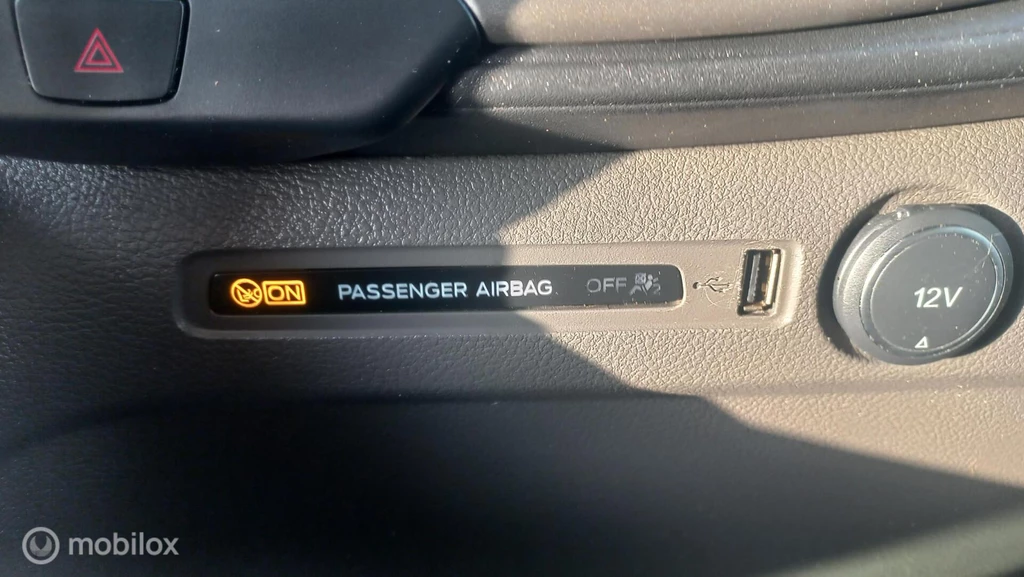 ON PASSENGER AIRBAG OFF
12V
mobilox